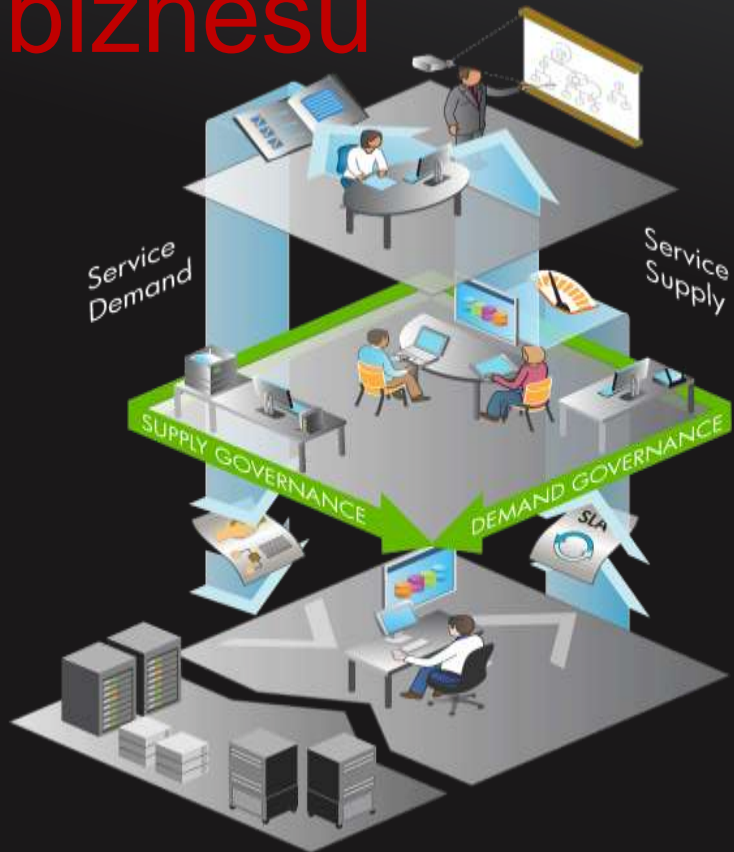 biznesu
Service
Demand
Service
Supply
SUPPLY GOVERNANCE
DEMAND GOVERNANCE
SLA